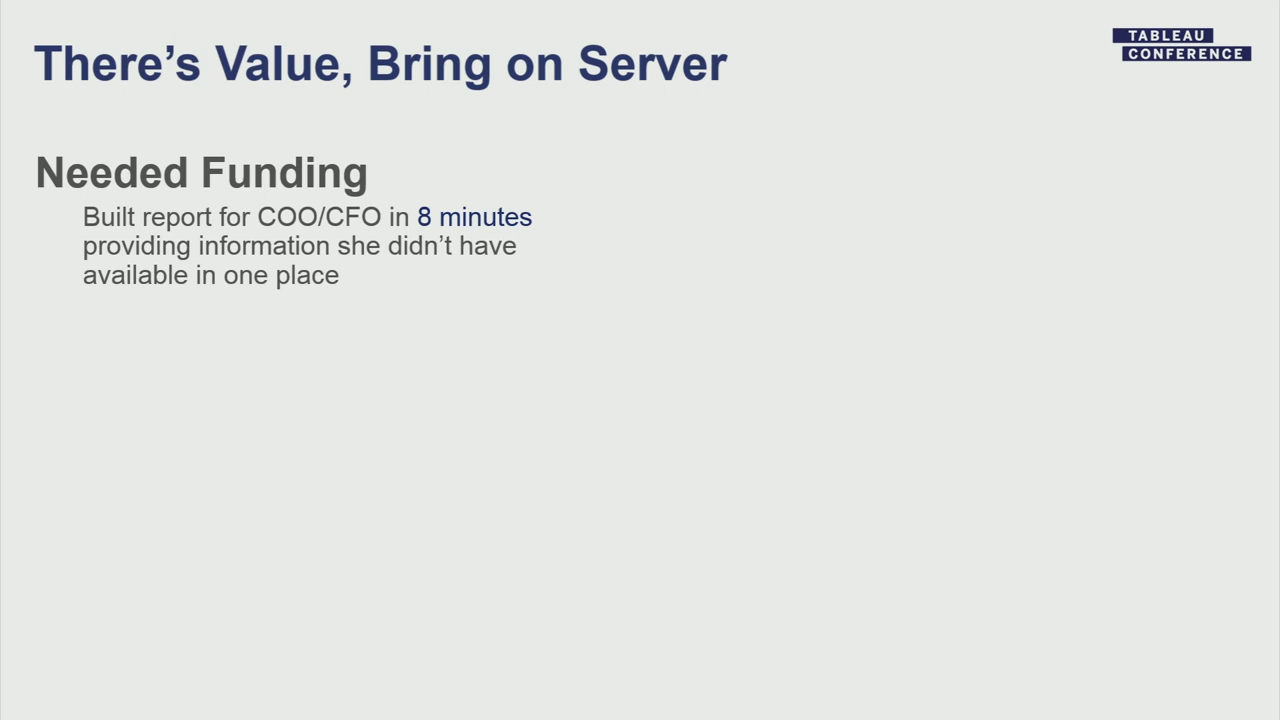 There’s Value, Bring on Server
TABLEAU
CONFERENCE
Needed Funding
Built report for COO/CFO in 8 minutes
providing information she didn’t have
available in one place